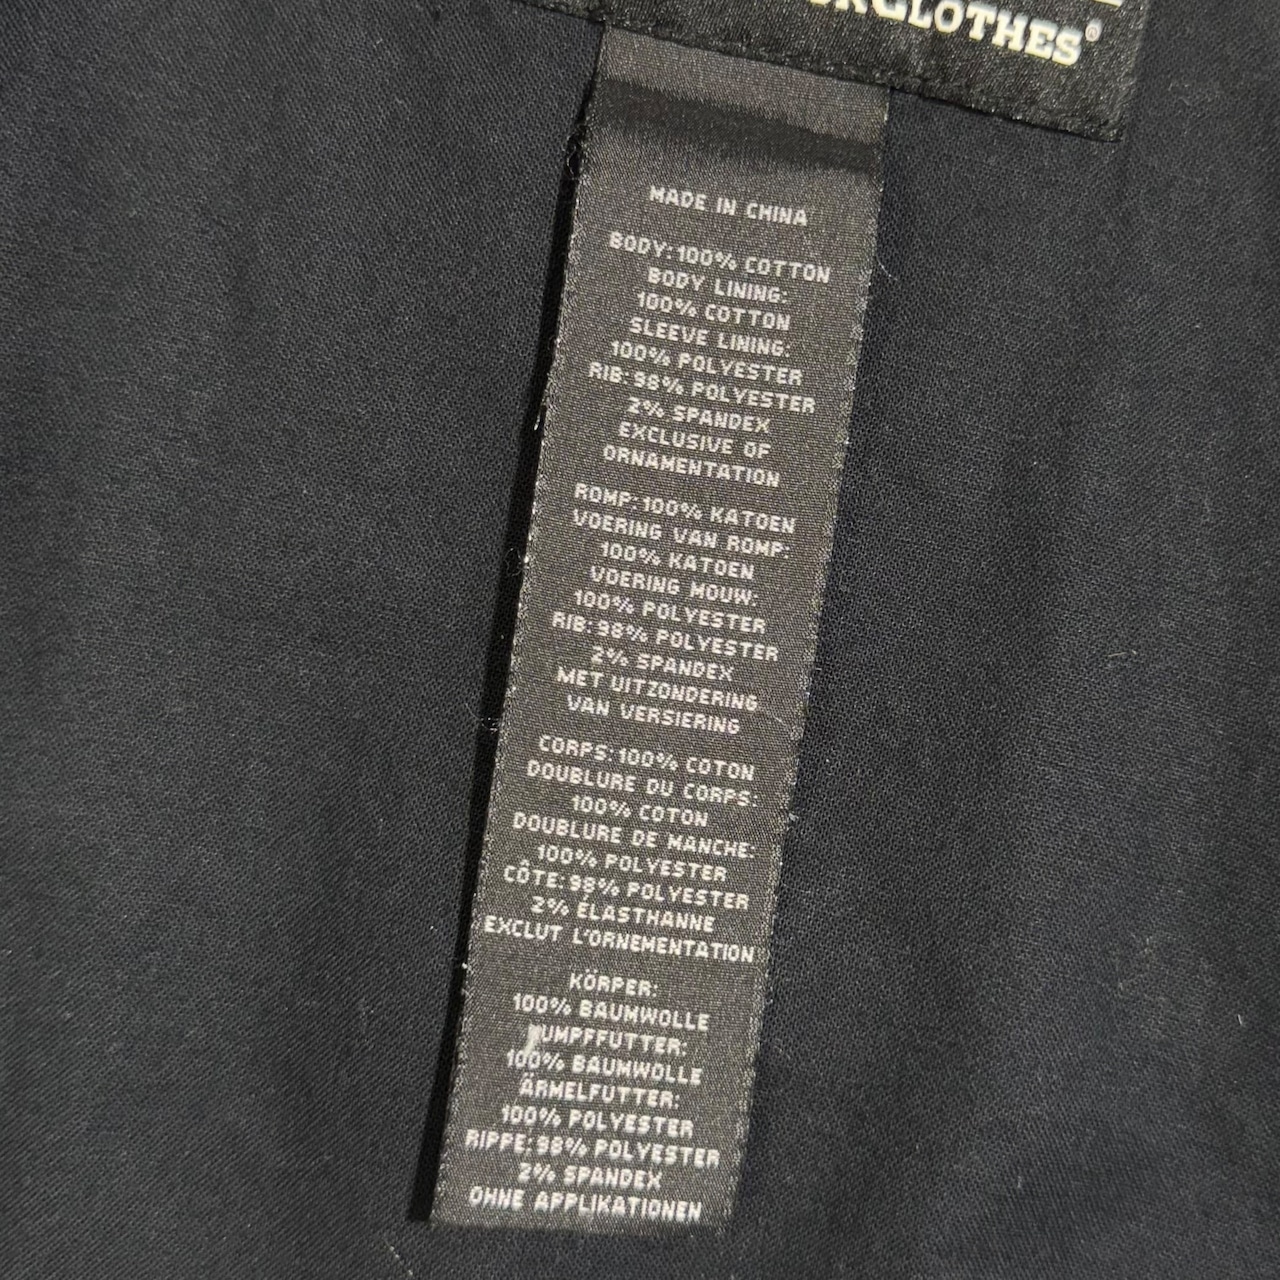 CLOTHES®
MADE IN CHINA
BODY: 100% COTTON
BODY LINING:
100% COTTON
SLEEVE LINING:
100% POLYESTER
RIB: 98% POLYESTER
2% SPANDEX
EXCLUSIVE OF
ORNAMENTATION
ROMP: 100% KATOEN
VOERING VAN ROMP:
100% KATOEN
VOERING MOUW:
100% POLYESTER
RIB: 98% POLYESTER
2% SPANDEX
MET UITZONDERING
VAN VERSIERING
CORPS: 100% COTON
DOUBLURE DU CORPS:
100% COTON
DOUBLURE DE MANCHE:
100% POLYESTER
CÔTE: 98% POLYESTER
2% ÉLASTHANNE
EXCLUT L'ORNEMENTATION
KÖRPER:
100% BAUMWOLLE
RUMPFFUTTER:
100% BAUMWOLLE
ÄRMELFUTTER:
100% POLYESTER
RIPPE: 98% POLYESTER
2% SPANDEX
OHNE APPLIKATIONEN